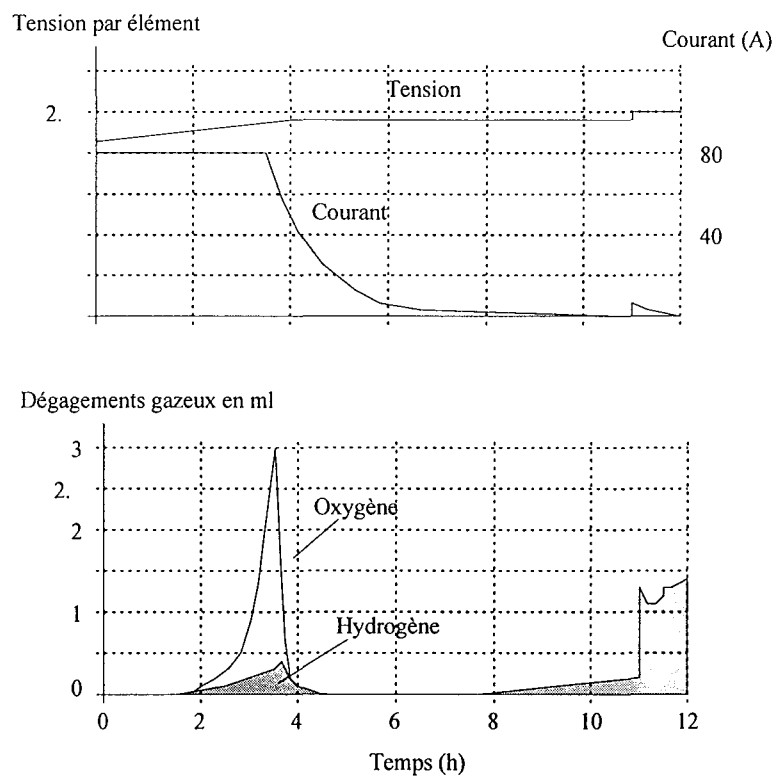 Tension par élément
Courant (A)
Tension
2.
80
Courant
40
Dégagements gazeux en ml
3
2.
Oxygène
2
1
Hydrogène
0
0 2 4 6 8 10 12
Temps (h)